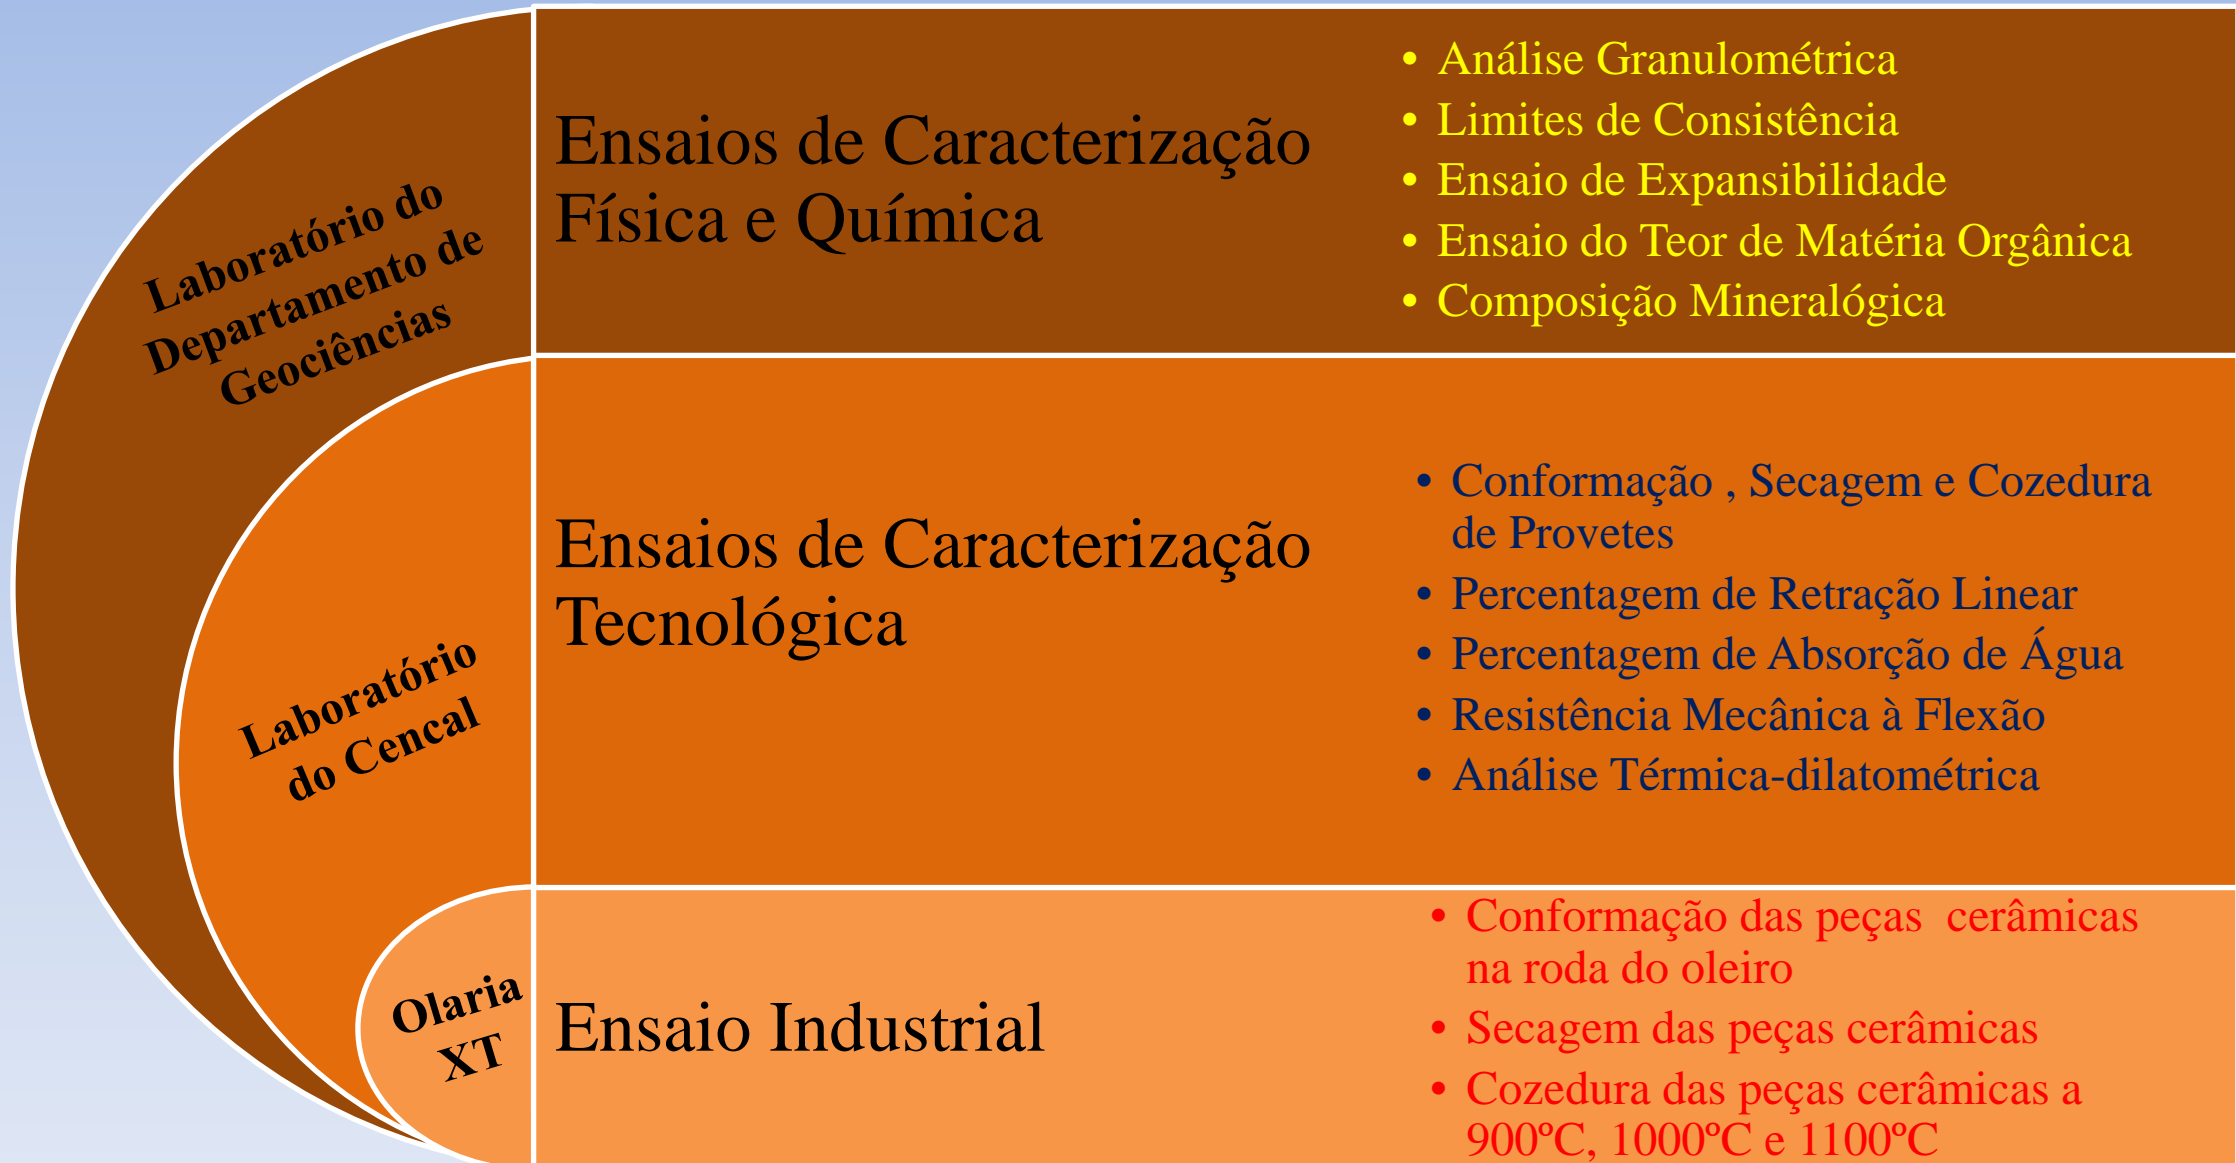 Laboratório do
Departamento de
Geociências
Ensaios de Caracterização
Física e Química
• Análise Granulométrica
• Limites de Consistência
• Ensaio de Expansibilidade
• Ensaio do Teor de Matéria Orgânica
• Composição Mineralógica
Laboratório
do Cencal
Ensaios de Caracterização
Tecnológica
• Conformação , Secagem e Cozedura
de Provetes
• Percentagem de Retração Linear
• Percentagem de Absorção de Água
• Resistência Mecânica à Flexão
• Análise Térmica-dilatométrica
Olaria
XT
Ensaio Industrial
• Conformação das peças cerâmicas
na roda do oleiro
• Secagem das peças cerâmicas
• Cozedura das peças cerâmicas a
900ºC, 1000ºC e 1100ºC